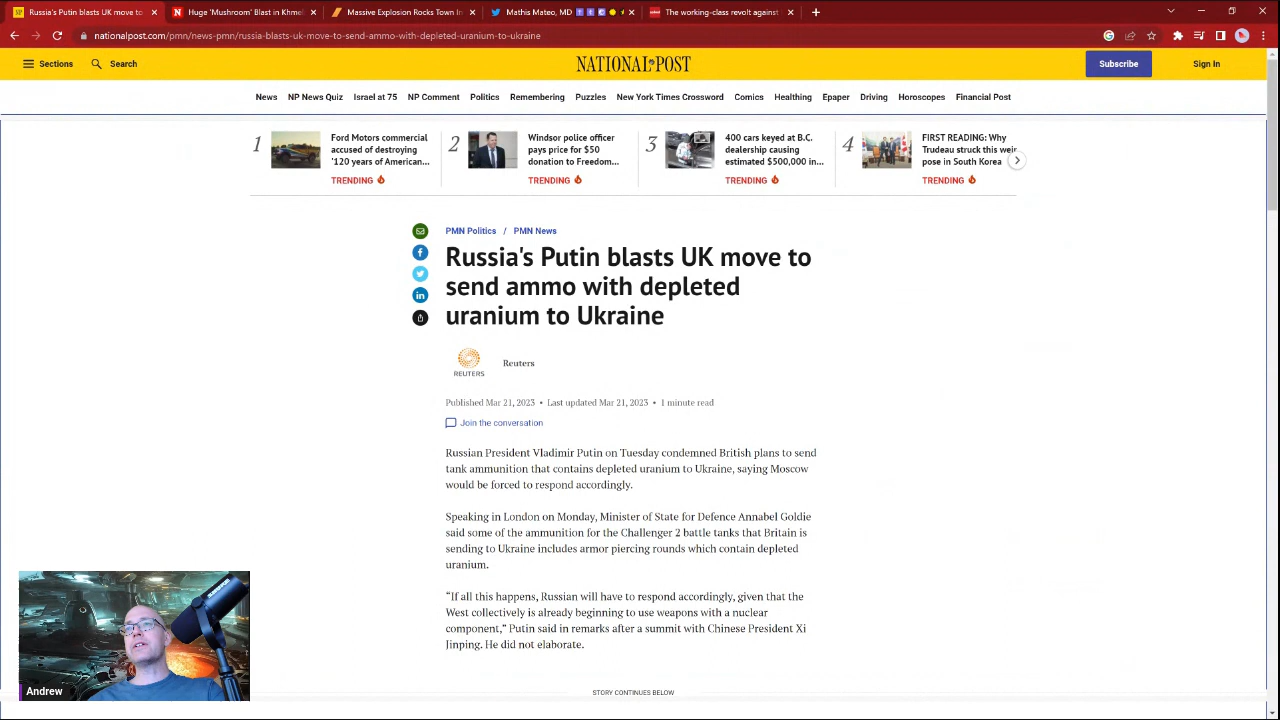 Russia's Putin blasts UK move to
Huge 'Mushroom' Blast in Khmel
Massive Explosion Rocks Town In
Mathis Mateo, MD
The working-class revolt against
nationalpost.com/pmn/news-pmn/russia-blasts-uk-move-to-send-ammo-with-depleted-uranium-to-ukraine
Sections
Search
NATIONAL POST
Subscribe
Sign In
News
NP News Quiz
Israel at 75
NP Comment
Politics
Remembering
Puzzles
New York Times Crossword
Comics
Healthing
Epaper
Driving
Horoscopes
Financial Post
1
Ford Motors commercial
accused of destroying
'120 years of American...
TRENDING
2
Windsor police officer
pays price for $50
donation to Freedom...
TRENDING
3
400 cars keyed at B.C.
dealership causing
estimated $500,000 in...
TRENDING
4
FIRST READING: Why
Trudeau struck this weir
pose in South Korea
TRENDING
PMN Politics / PMN News
Russia's Putin blasts UK move to
send ammo with depleted
uranium to Ukraine
REUTERS
Reuters
Published Mar 21, 2023 • Last updated Mar 21, 2023 • 1 minute read
Join the conversation
Russian President Vladimir Putin on Tuesday condemned British plans to send
tank ammunition that contains depleted uranium to Ukraine, saying Moscow
would be forced to respond accordingly.
Speaking in London on Monday, Minister of State for Defence Annabel Goldie
said some of the ammunition for the Challenger 2 battle tanks that Britain is
sending to Ukraine includes armor piercing rounds which contain depleted
uranium.
“If all this happens, Russian will have to respond accordingly, given that the
West collectively is already beginning to use weapons with a nuclear
component,” Putin said in remarks after a summit with Chinese President Xi
Jinping. He did not elaborate.
STORY CONTINUES BELOW
Andrew